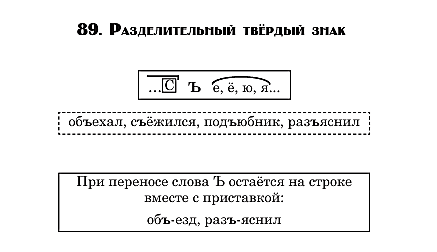 89. Разделительный твёрдый знак
...С Ъ е, ё, ю, я...
объехал, съёжился, подъюбник, разъяснил
При переносе слова Ъ остаётся на строке
вместе с приставкой:
объ-езд, разъ-яснил